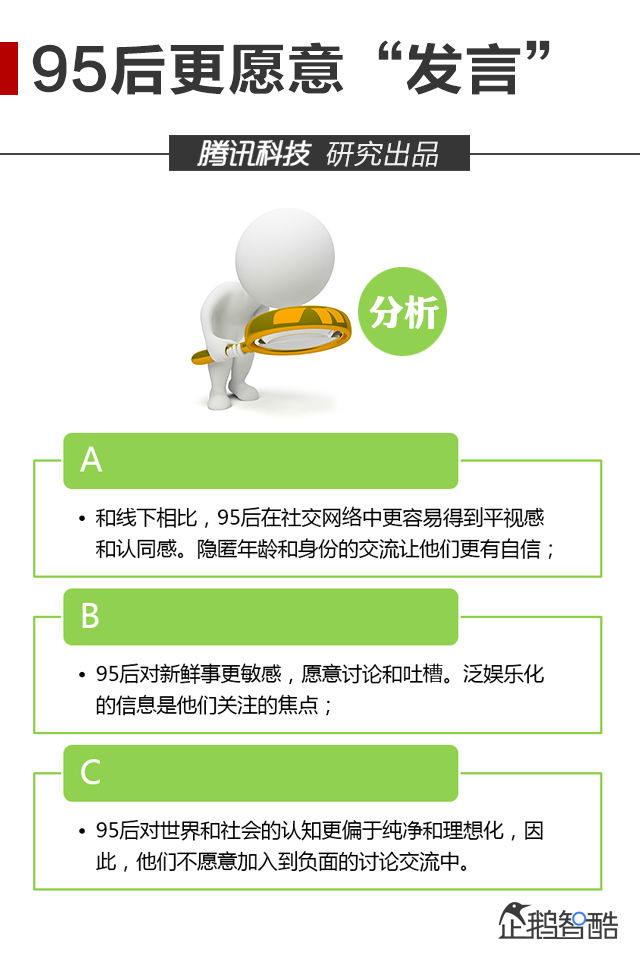 95后更愿意“发言”
腾讯科技 研究出品
分析
A
• 和线下相比，95后在社交网络中更容易得到平视感
和认同感。隐匿年龄和身份的交流让他们更有自信；
B
• 95后对新鲜事更敏感，愿意讨论和吐槽。泛娱乐化
的信息是他们关注的焦点；
C
• 95后对世界和社会的认知更偏于纯净和理想化，因
此，他们不愿意加入到负面的讨论交流中。
企鹅智酷